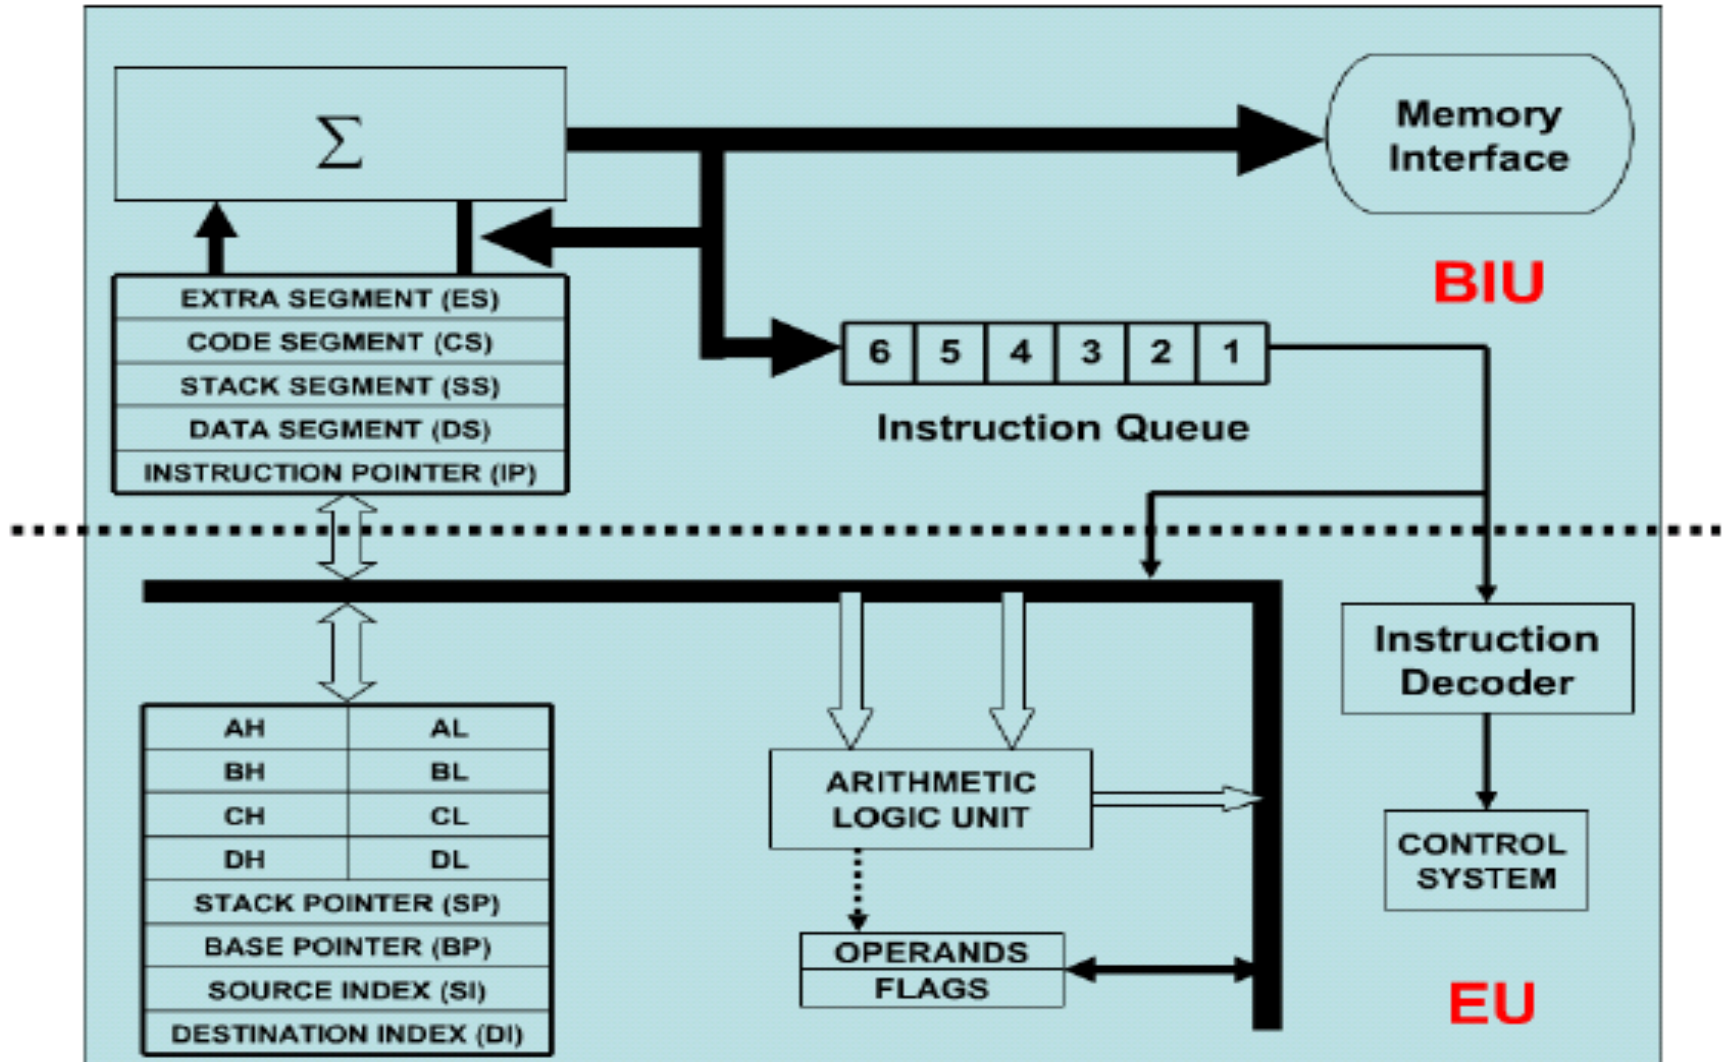 Σ
Memory
Interface
BIU
EXTRA SEGMENT (ES)
CODE SEGMENT (CS)
STACK SEGMENT (SS)
DATA SEGMENT (DS)
INSTRUCTION POINTER (IP)
6 5 4 3 2 1
Instruction Queue
Instruction
Decoder
AH AL
BH BL
CH CL
DH DL
STACK POINTER (SP)
BASE POINTER (BP)
SOURCE INDEX (SI)
DESTINATION INDEX (DI)
ARITHMETIC
LOGIC UNIT
OPERANDS
FLAGS
CONTROL
SYSTEM
EU